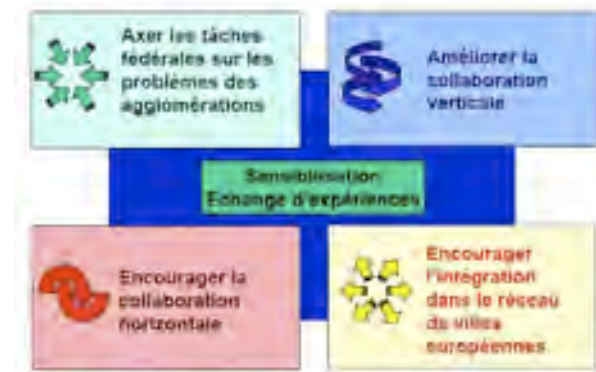 Axer les tâches
fédérales sur les
problèmes des
agglomérations
Améliorer la
collaboration
verticale
Sensibilisation
Echange d'expériences
Encourager la
collaboration
horizontale
Encourager
l'intégration
dans le réseau
de villes
européennes